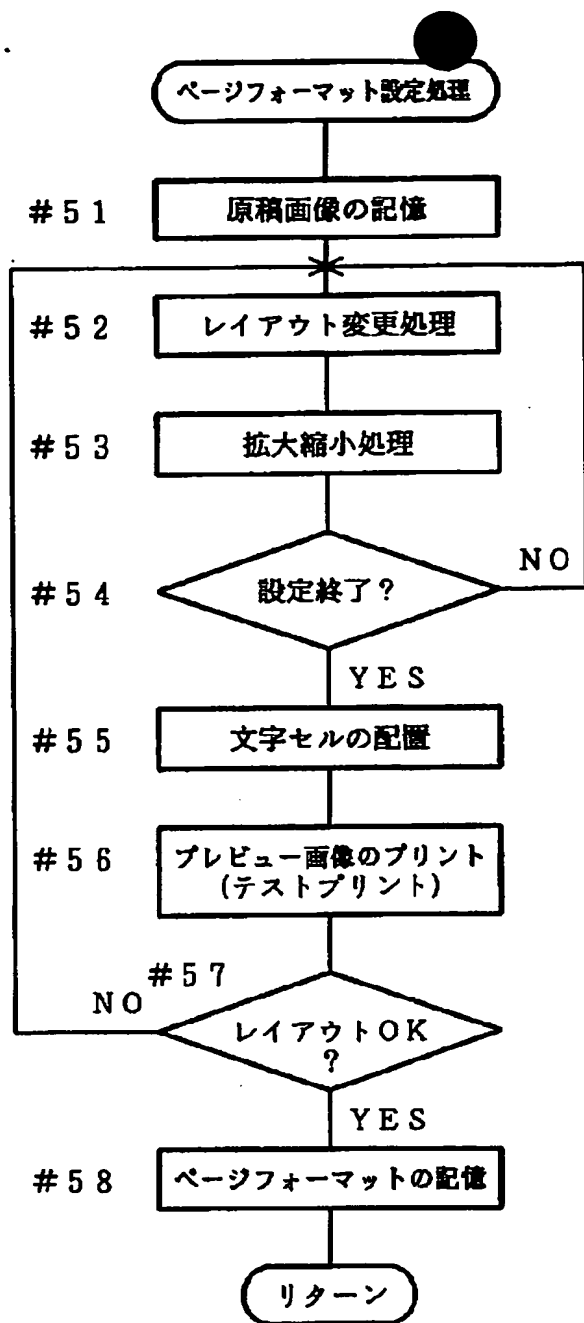 ページフォーマット設定処理
#51
原稿画像の記憶
#52
レイアウト変更処理
#53
拡大縮小処理
#54
設定終了?
NO
YES
#55
文字セルの配置
#56
プレビュー画像のプリント
(テストプリント)
#57
NO
レイアウトOK
?
YES
#58
ページフォーマットの記憶
リターン